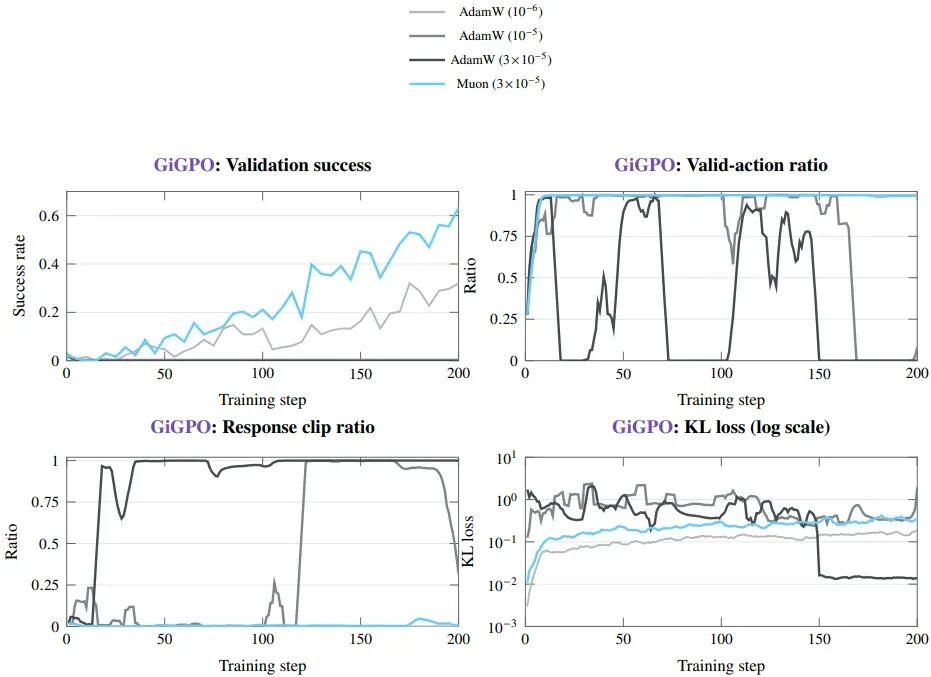 AdamW (10⁻⁶)
AdamW (10⁻⁵)
AdamW (3×10⁻⁵)
Muon (3×10⁻⁵)
GiGPO: Validation success
Success rate
0.6
0.4
0.2
0
0 50 100 150 200
Training step
GiGPO: Valid-action ratio
Ratio
1
0.75
0.5
0.25
0
0 50 100 150 200
Training step
GiGPO: Response clip ratio
Ratio
1
0.75
0.5
0.25
0
0 50 100 150 200
Training step
GiGPO: KL loss (log scale)
KL loss
10¹
10⁰
10⁻¹
10⁻²
10⁻³
0 50 100 150 200
Training step